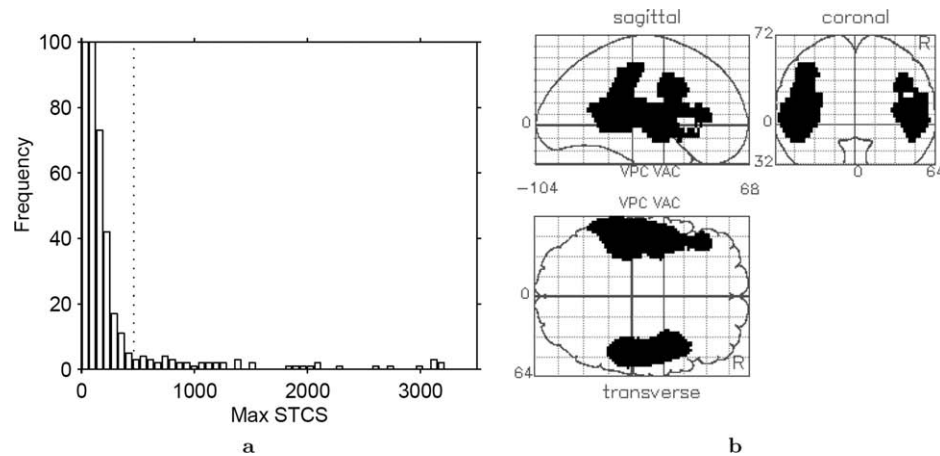 100
80
60
40
20
0
Frequency
0 1000 2000 3000
Max STCS
a
sagittal
0
VPC VAC
−104 68
coronal
72
R
0
32
0 64
VPC VAC
0
R
64
transverse
b